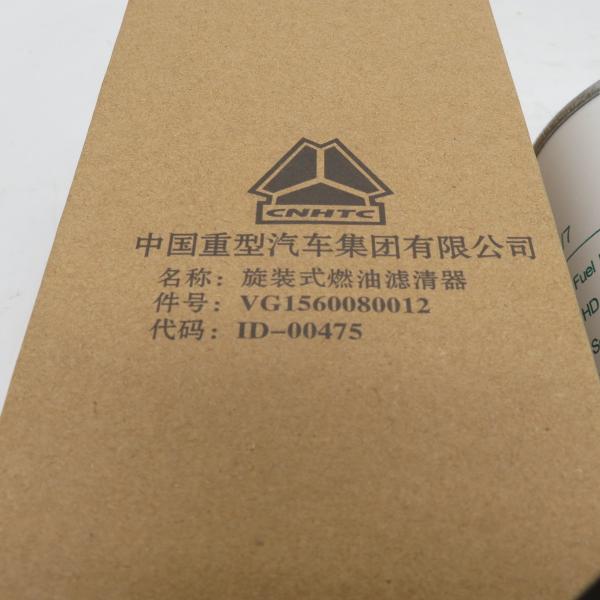 CNHTC
中国重型汽车集团有限公司
名称：旋装式燃油滤清器
件号：VG1560080012
代码：ID-00475
7
Fuel
HD